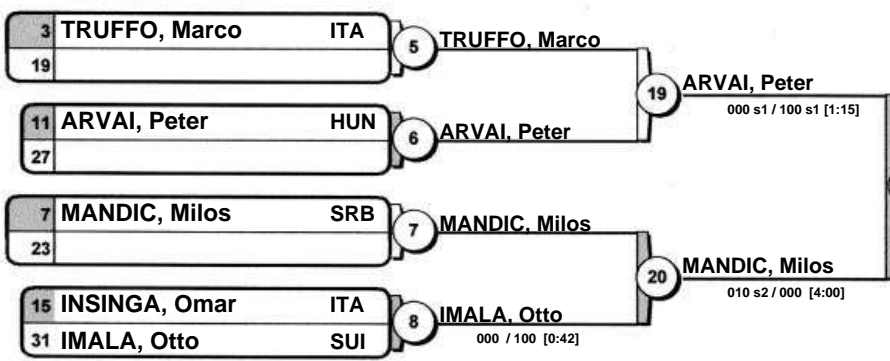 3 TRUFFO, Marco ITA
19
5 TRUFFO, Marco
11 ARVAI, Peter HUN
27
6 ARVAI, Peter
19 ARVAI, Peter
000 s1 / 100 s1 [1:15]
7 MANDIC, Milos SRB
23
7 MANDIC, Milos
15 INSINGA, Omar ITA
31 IMALA, Otto SUI
8 IMALA, Otto
000 / 100 [0:42]
20 MANDIC, Milos
010 s2 / 000 [4:00]